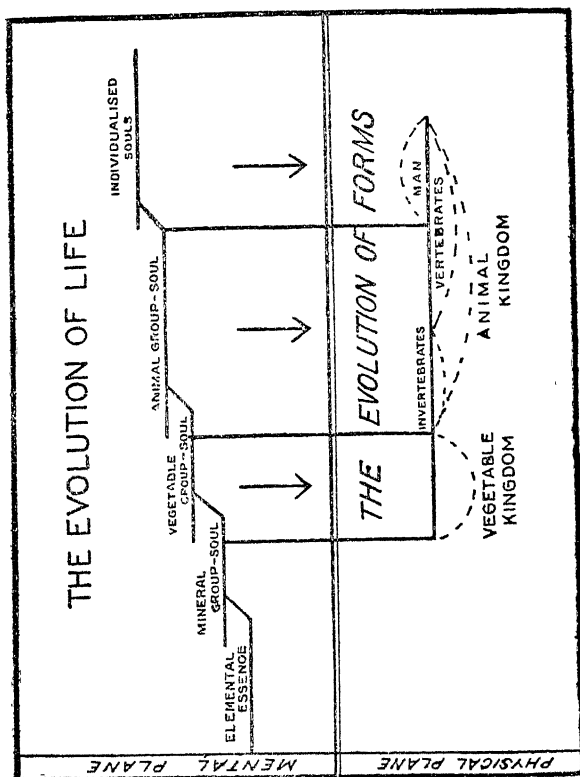 THE EVOLUTION OF LIFE
INDIVIDUALISED
SOULS
ANIMAL GROUP-SOUL
VEGETABLE
GROUP-SOUL
MINERAL
GROUP-SOUL
ELEMENTAL
ESSENCE
MENTAL PLANE
THE EVOLUTION OF FORMS
MAN
INVERTEBRATES
VERTEBRATES
ANIMAL
KINGDOM
VEGETABLE
KINGDOM
PHYSICAL PLANE